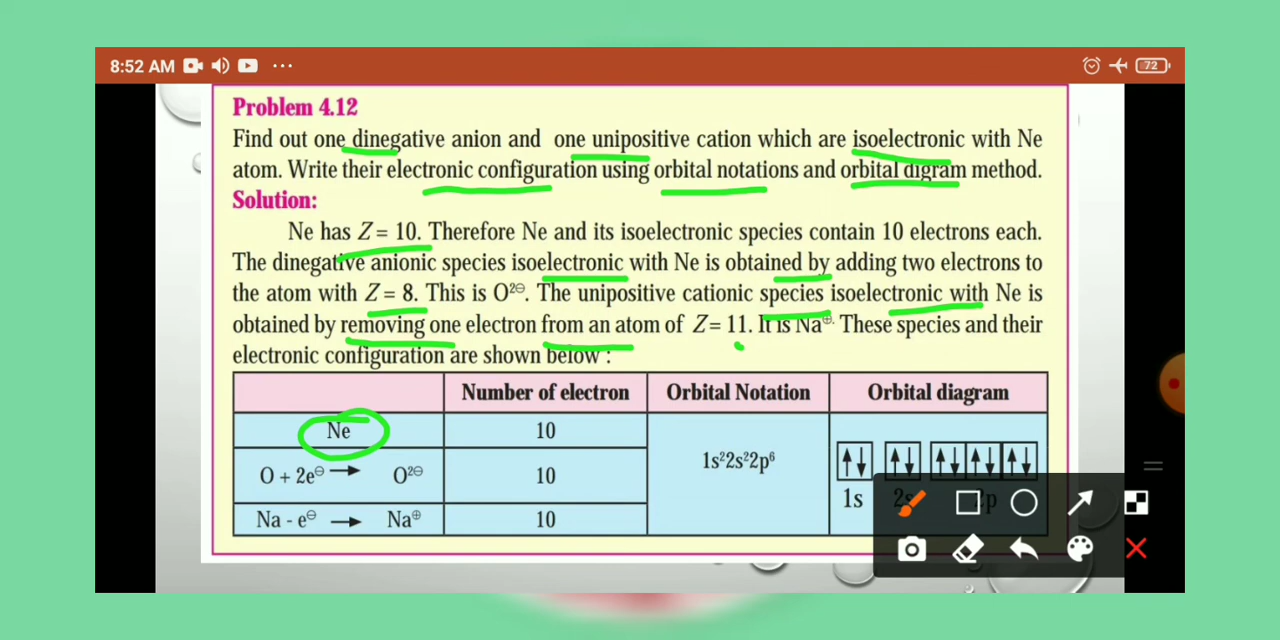 8:52 AM
72
Problem 4.12
Find out one dinegative anion and one unipositive cation which are isoelectronic with Ne
atom. Write their electronic configuration using orbital notations and orbital digram method.
Solution:
Ne has Z = 10. Therefore Ne and its isoelectronic species contain 10 electrons each.
The dinegative anionic species isoelectronic with Ne is obtained by adding two electrons to
the atom with Z = 8. This is O²⊖. The unipositive cationic species isoelectronic with Ne is
obtained by removing one electron from an atom of Z = 11. It is Na⊕. These species and their
electronic configuration are shown below :
Number of electron Orbital Notation Orbital diagram
Ne 10
1s²2s²2p⁶
O + 2e⊖ → O²⊖ 10
1s 2s 2p
Na - e⊖ → Na⊕ 10